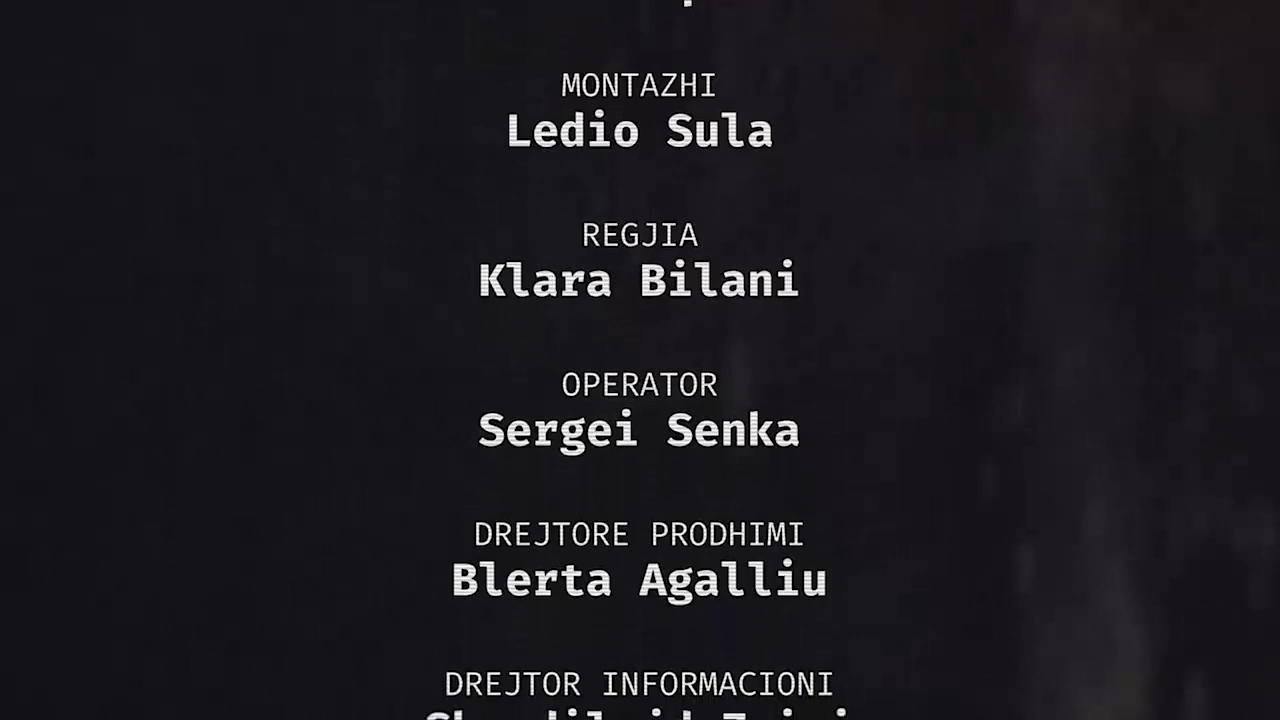 MONTAZHI
Ledio Sula
REGJIA
Klara Bilani
OPERATOR
Sergei Senka
DREJTORE PRODHIMI
Blerta Agalliu
DREJTOR INFORMACIONI